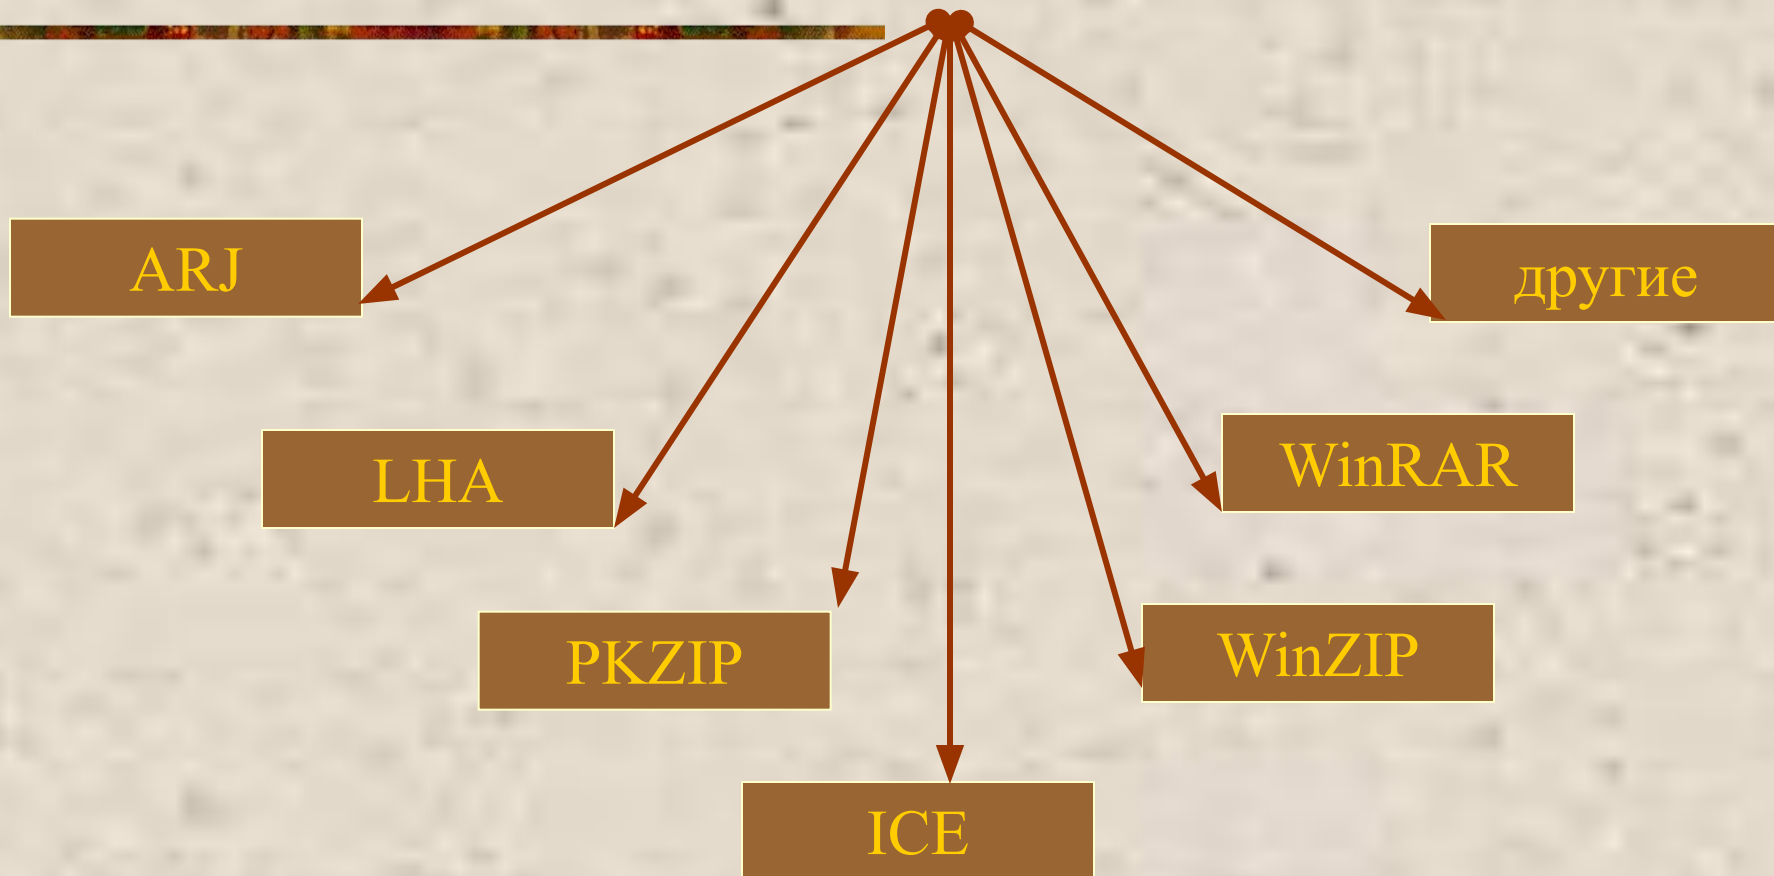 ARJ
другие
LHA
WinRAR
PKZIP
WinZIP
ICE